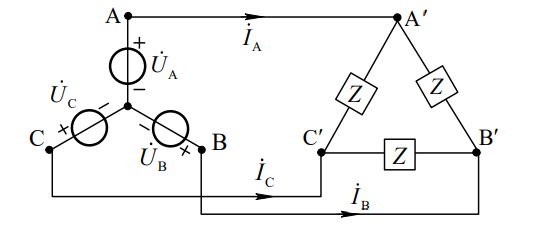 A
A′
İ_A
+
U̇_A
−
Z
Z
U̇_C
−
+
−
+
C
B
U̇_B
C′
Z
B′
İ_C
İ_B